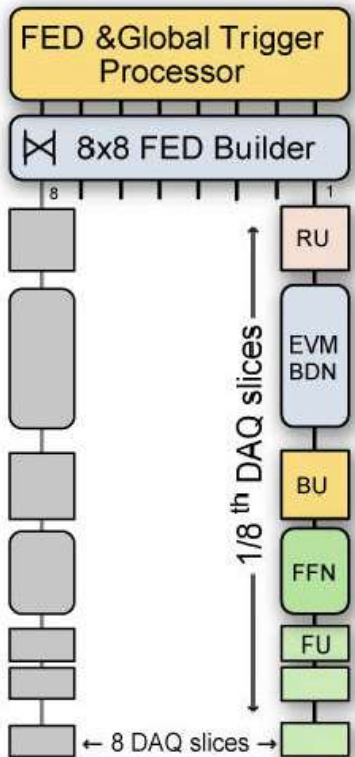 FED &Global Trigger
Processor
8x8 FED Builder
8
1
RU
EVM
BDN
1/8 th DAQ slices
BU
FFN
FU
← 8 DAQ slices →